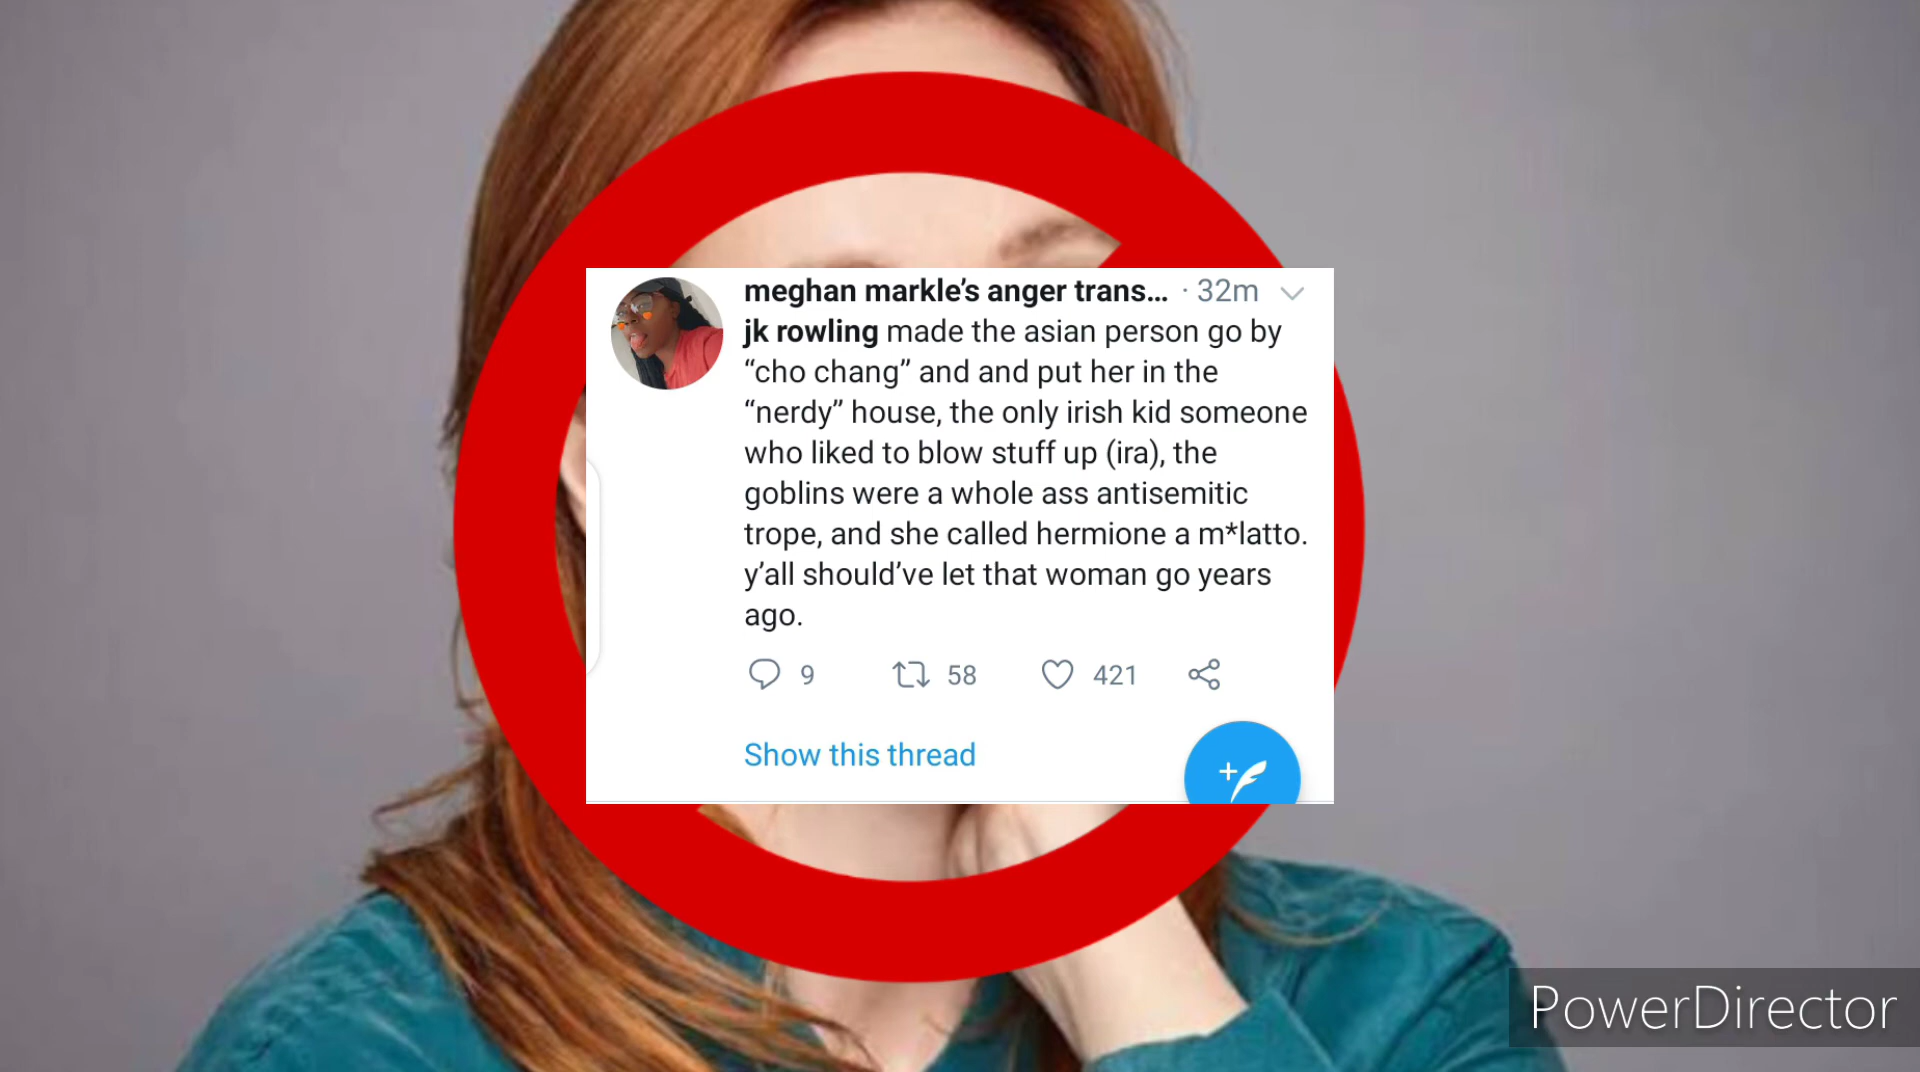 meghan markle's anger trans... · 32m
jk rowling made the asian person go by
“cho chang” and and put her in the
“nerdy” house, the only irish kid someone
who liked to blow stuff up (ira), the
goblins were a whole ass antisemitic
trope, and she called hermione a m*latto.
y’all should’ve let that woman go years
ago.
9 58 421
Show this thread
PowerDirector